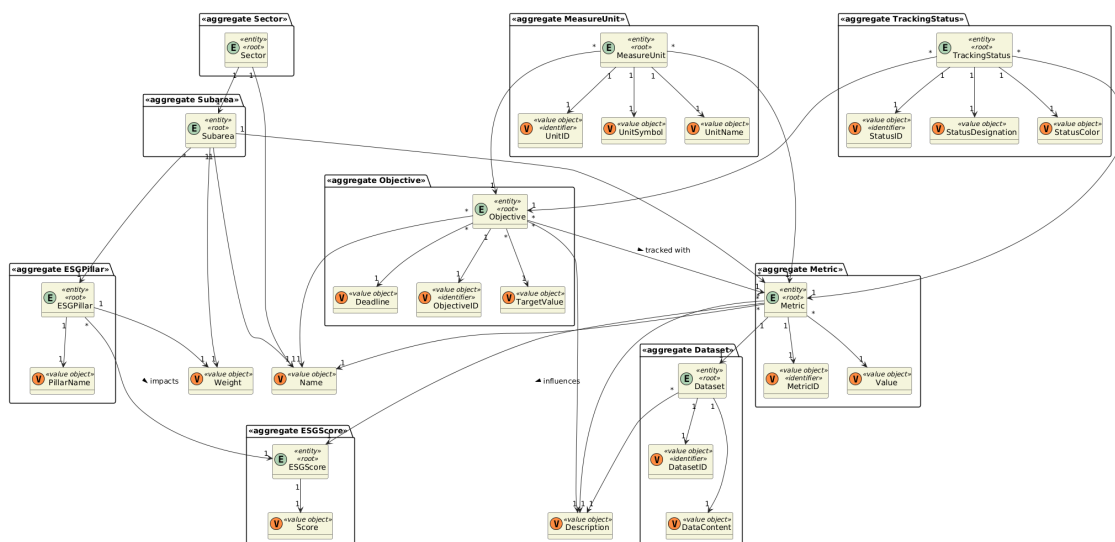 «aggregate Sector»
«entity»
«root»
E
Sector
1
1
«aggregate MeasureUnit»
«entity»
«root»
E
MeasureUnit
*
*
1
1
1
1
«value object»
«identifier»
V
UnitID
1
«value object»
V
UnitSymbol
1
«value object»
V
UnitName
«aggregate TrackingStatus»
«entity»
«root»
E
TrackingStatus
*
*
1
1
1
1
«value object»
«identifier»
V
StatusID
1
«value object»
V
StatusDesignation
1
«value object»
V
StatusColor
«aggregate Subarea»
«entity»
«root»
E
Subarea
1
*
11
«aggregate Objective»
«entity»
«root»
E
Objective
1
1
*
*
1
*
*
*
tracked with
1
«value object»
V
Deadline
1
«value object»
«identifier»
V
ObjectiveID
1
«value object»
V
TargetValue
«aggregate ESGPillar»
«entity»
«root»
E
ESGPillar
1
1
*
1
«value object»
V
PillarName
impacts
1
1
«value object»
V
Weight
1
11
1
«value object»
V
Name
«aggregate Metric»
«entity»
«root»
E
Metric
*
1
1
1
*
*
1
1
*
1
«value object»
«identifier»
V
MetricID
1
«value object»
V
Value
influences
«aggregate Dataset»
1
«entity»
«root»
E
Dataset
*
1
1
1
«value object»
«identifier»
V
DatasetID
1
«value object»
V
DataContent
«aggregate ESGScore»
1
«entity»
«root»
E
ESGScore
1
1
«value object»
V
Score
1
1
1
«value object»
V
Description